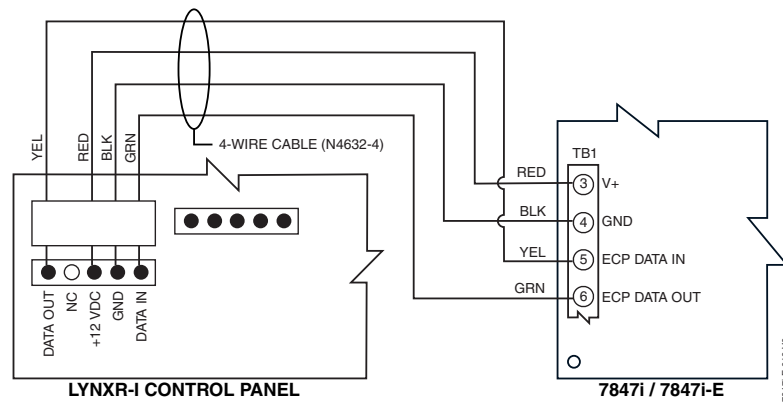 YEL
RED
BLK
GRN
4-WIRE CABLE (N4632-4)
DATA OUT
NC
+12 VDC
GND
DATA IN
LYNXR-I CONTROL PANEL
TB1
RED
3 V+
BLK
4 GND
YEL
5 ECP DATA IN
GRN
6 ECP DATA OUT
7847i / 7847i-E